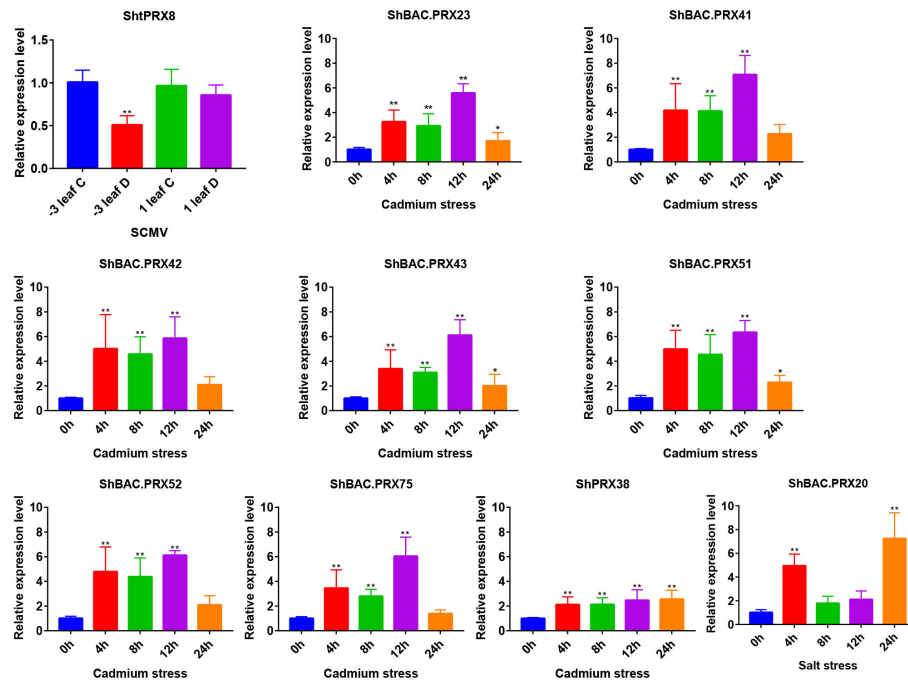 ShtPRX8
Relative expression level
1.5
1.0
0.5
0.0
**
-3 leaf C
-3 leaf D
1 leaf C
1 leaf D
SCMV
ShBAC.PRX23
Relative expression level
10
8
6
4
2
0
**
**
**
*
0h
4h
8h
12h
24h
Cadmium stress
ShBAC.PRX41
Relative expression level
10
8
6
4
2
0
**
**
**
0h
4h
8h
12h
24h
Cadmium stress
ShBAC.PRX42
Relative expression level
10
8
6
4
2
0
**
**
**
0h
4h
8h
12h
24h
Cadmium stress
ShBAC.PRX43
Relative expression level
10
8
6
4
2
0
**
**
**
*
0h
4h
8h
12h
24h
Cadmium stress
ShBAC.PRX51
Relative expression level
10
8
6
4
2
0
**
**
**
*
0h
4h
8h
12h
24h
Cadmium stress
ShBAC.PRX52
Relative expression level
10
8
6
4
2
0
**
**
**
0h
4h
8h
12h
24h
Cadmium stress
ShBAC.PRX75
Relative expression level
10
8
6
4
2
0
**
**
**
0h
4h
8h
12h
24h
Cadmium stress
ShPRX38
Relative expression level
10
8
6
4
2
0
**
**
**
**
0h
4h
8h
12h
24h
Cadmium stress
ShBAC.PRX20
Relative expression level
10
8
6
4
2
0
**
**
0h
4h
8h
12h
24h
Salt stress